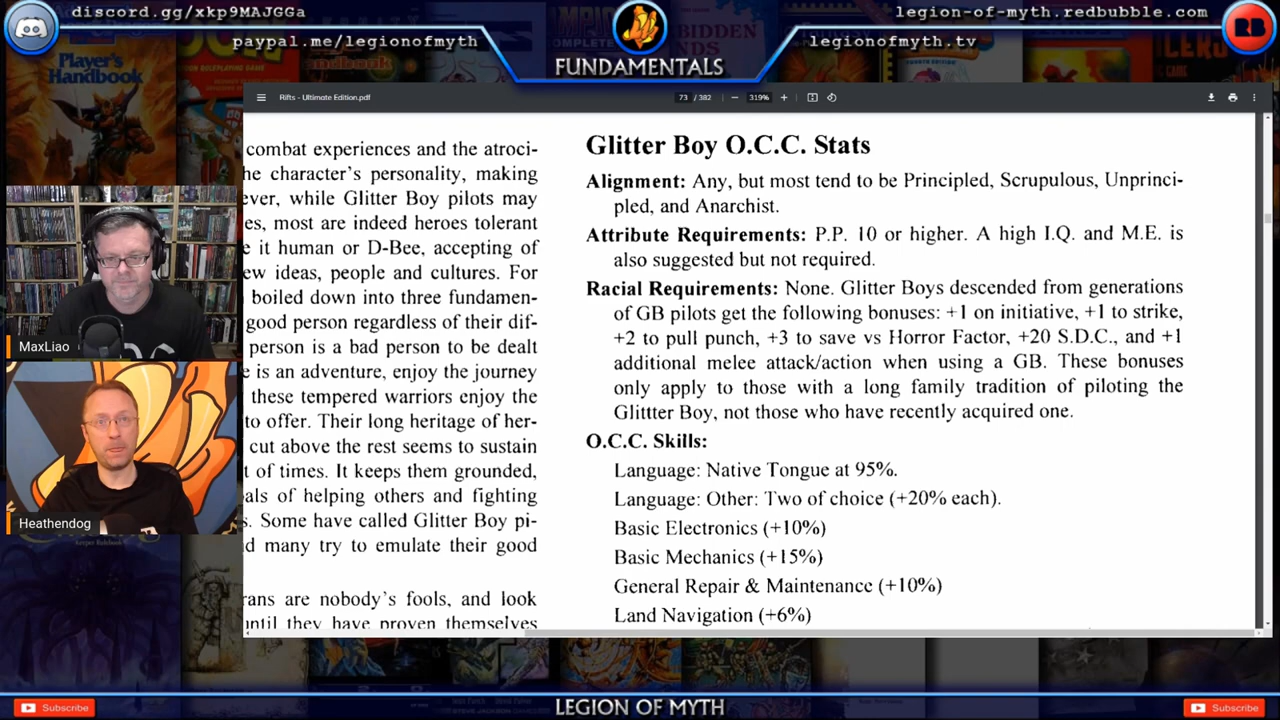 discord.gg/xkp9MAJGGa
paypal.me/legionofmyth
FUNDAMENTALS
legion-of-myth.redbubble.com
legionofmyth.tv
RB
Player's
Handbook
Rifts - Ultimate Edition.pdf
73 / 382
319%
combat experiences and the atroci-
he character's personality, making
ever, while Glitter Boy pilots may
es, most are indeed heroes tolerant
e it human or D-Bee, accepting of
ew ideas, people and cultures. For
boiled down into three fundamen-
good person regardless of their dif-
person is a bad person to be dealt
e is an adventure, enjoy the journey
these tempered warriors enjoy the
to offer. Their long heritage of her-
cut above the rest seems to sustain
t of times. It keeps them grounded,
als of helping others and fighting
s. Some have called Glitter Boy pi-
d many try to emulate their good
rans are nobody's fools, and look
until they have proven themselves
Glitter Boy O.C.C. Stats
Alignment: Any, but most tend to be Principled, Scrupulous, Unprinci-
pled, and Anarchist.
Attribute Requirements: P.P. 10 or higher. A high I.Q. and M.E. is
also suggested but not required.
Racial Requirements: None. Glitter Boys descended from generations
of GB pilots get the following bonuses: +1 on initiative, +1 to strike,
+2 to pull punch, +3 to save vs Horror Factor, +20 S.D.C., and +1
additional melee attack/action when using a GB. These bonuses
only apply to those with a long family tradition of piloting the
Glittter Boy, not those who have recently acquired one.
O.C.C. Skills:
Language: Native Tongue at 95%.
Language: Other: Two of choice (+20% each).
Basic Electronics (+10%)
Basic Mechanics (+15%)
General Repair & Maintenance (+10%)
Land Navigation (+6%)
MaxLiao
Heathendog
Subscribe
LEGION OF MYTH
Subscribe